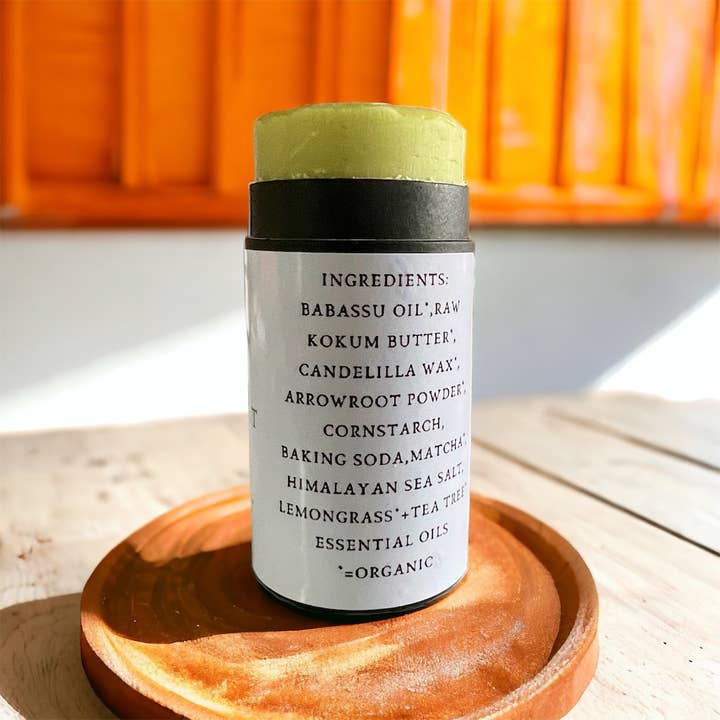 INGREDIENTS:
BABASSU OIL*,RAW
KOKUM BUTTER*,
CANDELILLA WAX*,
ARROWROOT POWDER*,
CORNSTARCH,
BAKING SODA,MATCHA*,
HIMALAYAN SEA SALT,
LEMONGRASS*+TEA TREE*
ESSENTIAL OILS
*=ORGANIC
T